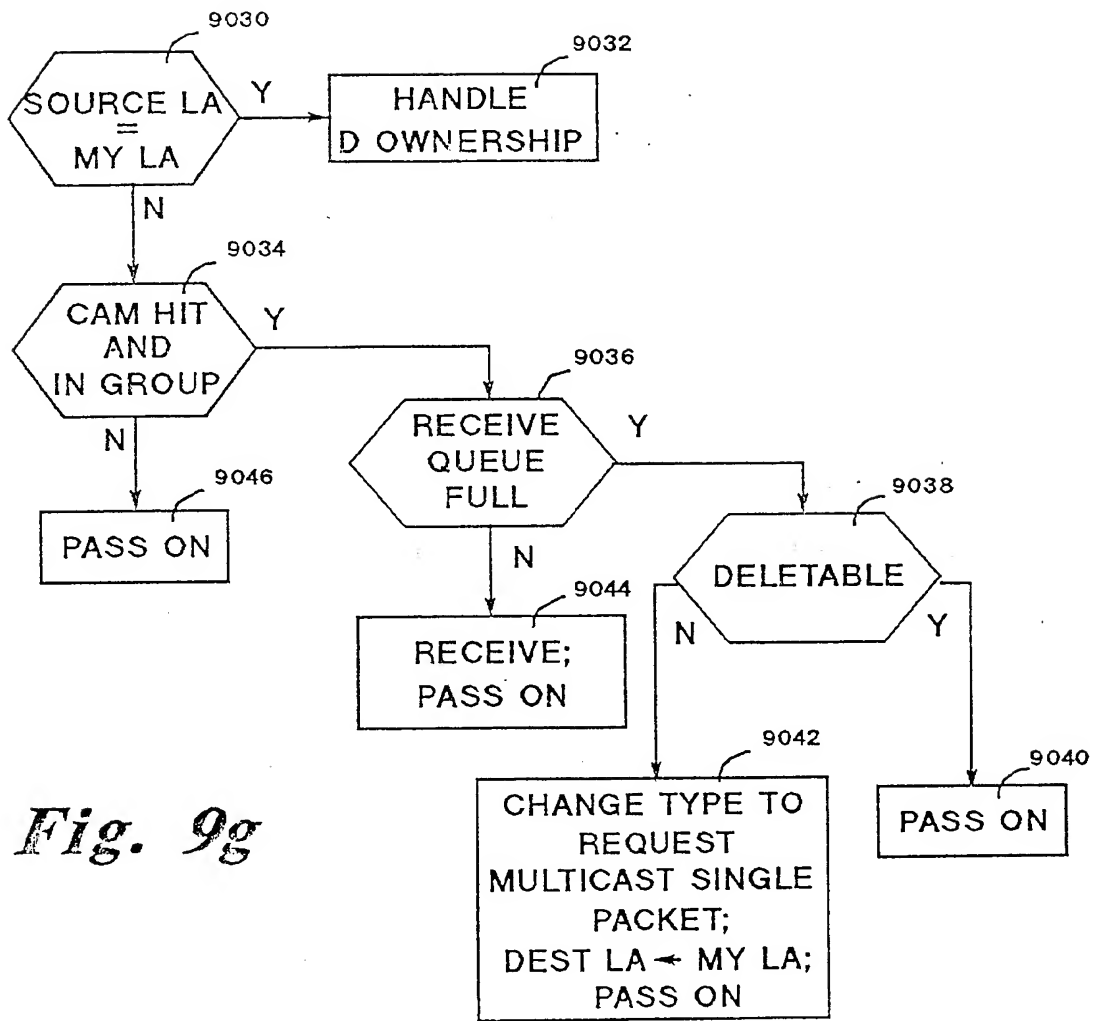 9030
SOURCE LA
=
MY LA
Y
9032
HANDLE
D OWNERSHIP
N
9034
CAM HIT
AND
IN GROUP
Y
9036
RECEIVE
QUEUE
FULL
Y
N
9046
PASS ON
9038
DELETABLE
N
9044
RECEIVE;
PASS ON
N
Y
9042
CHANGE TYPE TO
REQUEST
MULTICAST SINGLE
PACKET;
DEST LA ← MY LA;
PASS ON
9040
PASS ON
Fig. 9g